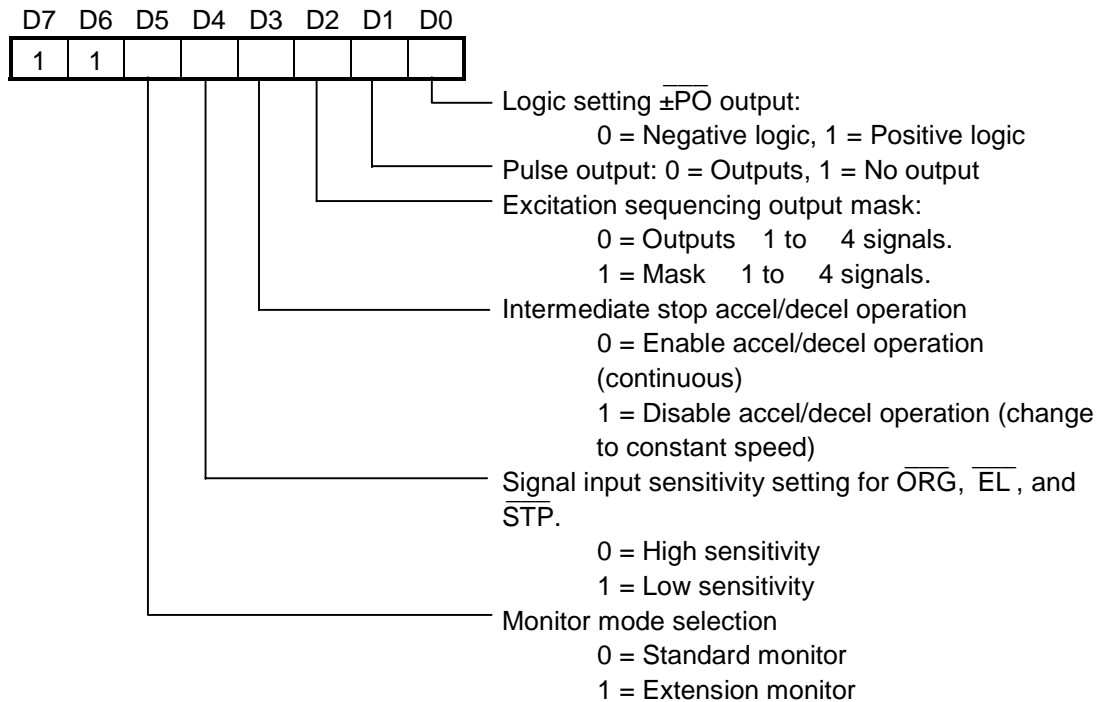 D7 D6 D5 D4 D3 D2 D1 D0
1 1
Logic setting ±P̅O̅ output:
0 = Negative logic, 1 = Positive logic
Pulse output: 0 = Outputs, 1 = No output
Excitation sequencing output mask:
0 = Outputs 1 to 4 signals.
1 = Mask 1 to 4 signals.
Intermediate stop accel/decel operation
0 = Enable accel/decel operation
(continuous)
1 = Disable accel/decel operation (change
to constant speed)
Signal input sensitivity setting for O̅R̅G̅, E̅L̅, and
S̅T̅P̅.
0 = High sensitivity
1 = Low sensitivity
Monitor mode selection
0 = Standard monitor
1 = Extension monitor